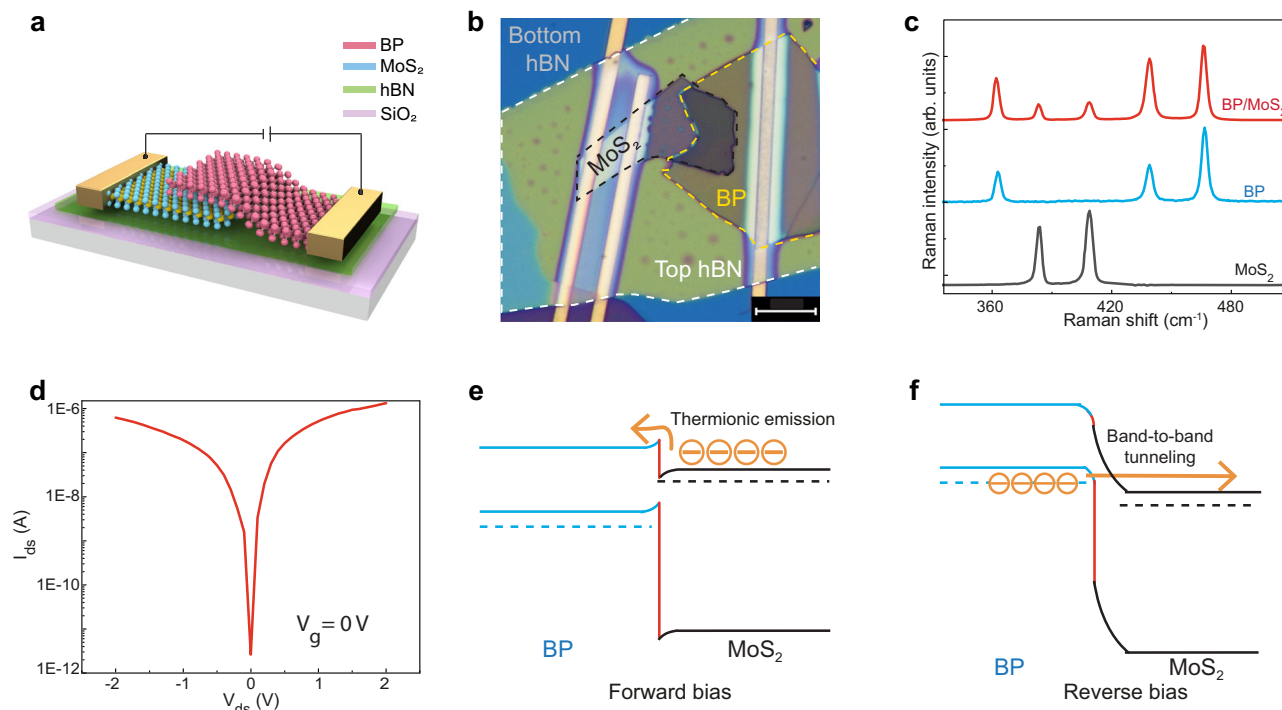 a
BP
MoS₂
hBN
SiO₂
b
Bottom
hBN
MoS₂
BP
Top hBN
c
Raman intensity (arb. units)
BP/MoS₂
BP
MoS₂
360
420
480
Raman shift (cm⁻¹)
d
1E-6
1E-8
1E-10
1E-12
I_ds (A)
V_g = 0 V
-2
-1
0
1
2
V_ds (V)
e
Thermionic emission
BP
MoS₂
Forward bias
f
Band-to-band
tunneling
BP
MoS₂
Reverse bias